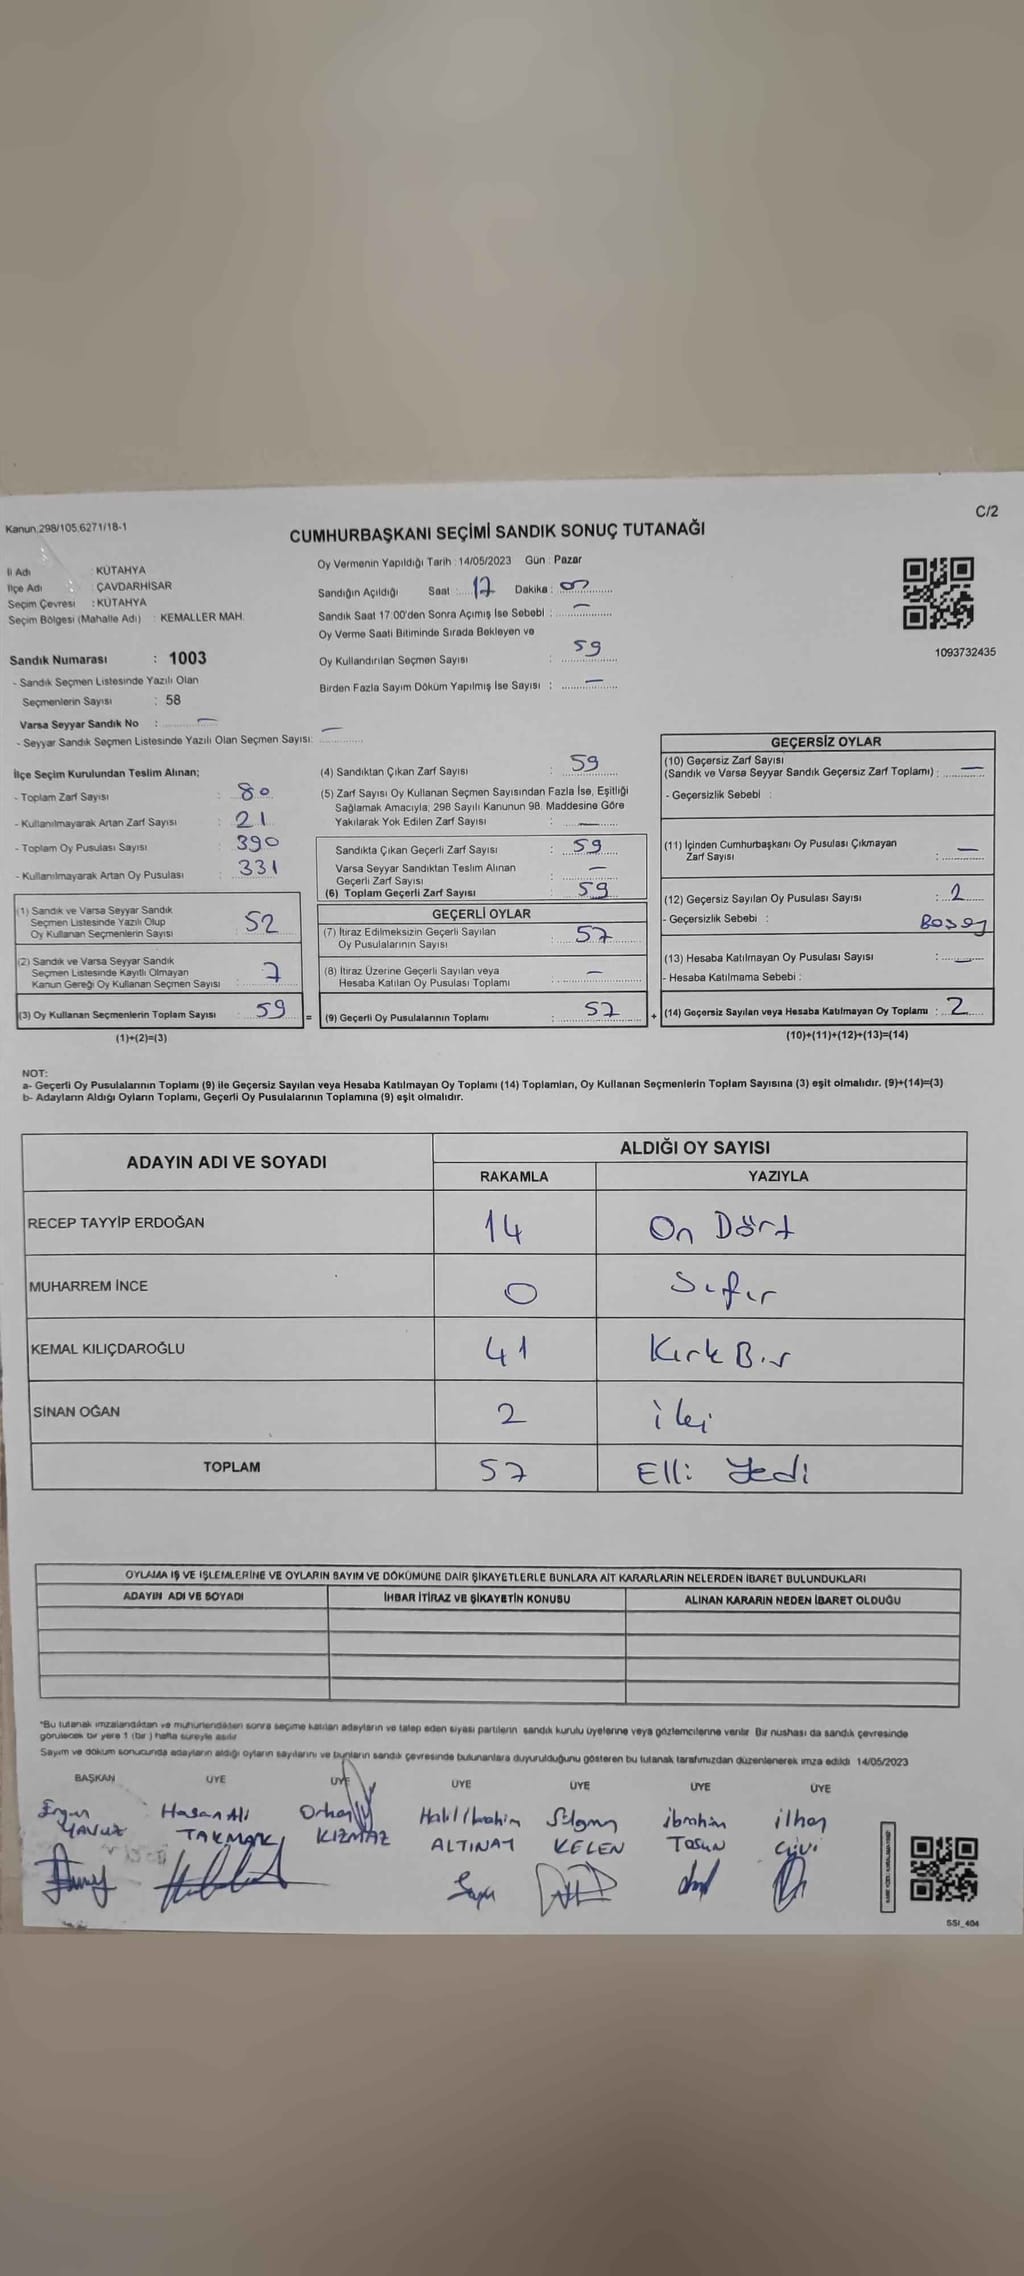 Kanun.298/105.6271/18-1
C/2
CUMHURBAŞKANI SEÇİMİ SANDIK SONUÇ TUTANAĞI
İl Adı : KÜTAHYA
İlçe Adı : ÇAVDARHİSAR
Seçim Çevresi : KÜTAHYA
Seçim Bölgesi (Mahalle Adı) : KEMALLER MAH.
Sandık Numarası : 1003
- Sandık Seçmen Listesinde Yazılı Olan
Seçmenlerin Sayısı : 58
Varsa Seyyar Sandık No : —
- Seyyar Sandık Seçmen Listesinde Yazılı Olan Seçmen Sayısı: —
Oy Vermenin Yapıldığı Tarih : 14/05/2023 Gün : Pazar
Sandığın Açıldığı Saat : 17 Dakika :
Sandık Saat 17:00'den Sonra Açımış İse Sebebi : —
Oy Verme Saati Bitiminde Sırada Bekleyen ve
Oy Kullandırılan Seçmen Sayısı : 59
Birden Fazla Sayım Döküm Yapılmış İse Sayısı : —
1093732435
İlçe Seçim Kurulundan Teslim Alınan;
- Toplam Zarf Sayısı : 80
- Kullanılmayarak Artan Zarf Sayısı : 21
- Toplam Oy Pusulası Sayısı : 390
- Kullanılmayarak Artan Oy Pusulası : 331
(1) Sandık ve Varsa Seyyar Sandık
Seçmen Listesinde Yazılı Olup
Oy Kullanan Seçmenlerin Sayısı 52
(2) Sandık ve Varsa Seyyar Sandık
Seçmen Listesinde Kayıtlı Olmayan
Kanun Gereği Oy Kullanan Seçmen Sayısı : 7
(3) Oy Kullanan Seçmenlerin Toplam Sayısı : 59 =
(1)+(2)=(3)
(4) Sandıktan Çıkan Zarf Sayısı : 59
(5) Zarf Sayısı Oy Kullanan Seçmen Sayısından Fazla İse, Eşitliği
Sağlamak Amacıyla; 298 Sayılı Kanunun 98. Maddesine Göre
Yakılarak Yok Edilen Zarf Sayısı : —
Sandıkta Çıkan Geçerli Zarf Sayısı : 59
Varsa Seyyar Sandıktan Teslim Alınan
Geçerli Zarf Sayısı : —
(6) Toplam Geçerli Zarf Sayısı : 59
GEÇERLİ OYLAR
(7) İtiraz Edilmeksizin Geçerli Sayılan
Oy Pusulalarının Sayısı : 57
(8) İtiraz Üzerine Geçerli Sayılan veya
Hesaba Katılan Oy Pusulası Toplamı : —
(9) Geçerli Oy Pusulalarının Toplamı : 57 +
GEÇERSİZ OYLAR
(10) Geçersiz Zarf Sayısı
(Sandık ve Varsa Seyyar Sandık Geçersiz Zarf Toplamı) : —
- Geçersizlik Sebebi :
(11) İçinden Cumhurbaşkanı Oy Pusulası Çıkmayan
Zarf Sayısı : —
(12) Geçersiz Sayılan Oy Pusulası Sayısı : 2
- Geçersizlik Sebebi :
(13) Hesaba Katılmayan Oy Pusulası Sayısı : —
- Hesaba Katılmama Sebebi :
(14) Geçersiz Sayılan veya Hesaba Katılmayan Oy Toplamı : 2
(10)+(11)+(12)+(13)=(14)
NOT:
a- Geçerli Oy Pusulalarının Toplamı (9) ile Geçersiz Sayılan veya Hesaba Katılmayan Oy Toplamı (14) Toplamları, Oy Kullanan Seçmenlerin Toplam Sayısına (3) eşit olmalıdır. (9)+(14)=(3)
b- Adayların Aldığı Oyların Toplamı, Geçerli Oy Pusulalarının Toplamına (9) eşit olmalıdır.
ADAYIN ADI VE SOYADI ALDIĞI OY SAYISI
RAKAMLA YAZIYLA
RECEP TAYYİP ERDOĞAN 14 On Dört
MUHARREM İNCE 0 Sıfır
KEMAL KILIÇDAROĞLU 41 Kırk Bir
SİNAN OĞAN 2 iki
TOPLAM 57 Elli Yedi
OYLAMA İŞ VE İŞLEMLERİNE VE OYLARIN SAYIM VE DÖKÜMÜNE DAİR ŞİKAYETLERLE BUNLARA AİT KARARLARIN NELERDEN İBARET BULUNDUKLARI
ADAYIN ADI VE SOYADI İHBAR İTİRAZ VE ŞİKAYETİN KONUSU ALINAN KARARIN NEDEN İBARET OLDUĞU
*Bu tutanak imzalandıktan ve mühürlendikten sonra seçime katılan adayların ve talep eden siyasi partilerin sandık kurulu üyelerine veya gözlemcilerine verilir. Bir nüshası da sandık çevresinde
görülecek bir yere 1 (bir ) hafta süreyle asılır
Sayım ve döküm sonucunda adayların aldığı oyların sayılarını ve bunların sandık çevresinde bulunanlara duyurulduğunu gösteren bu tutanak tarafımızdan düzenlenerek imza edildi 14/05/2023
BAŞKAN ÜYE ÜYE ÜYE ÜYE ÜYE ÜYE
Ergun Hasan Ali Orhan Halil İbrahim ibrahim ilhan
YAVUZ TAKMAK KIZMAZ ALTINAY KELEN Tosun Çivi
SSI_404